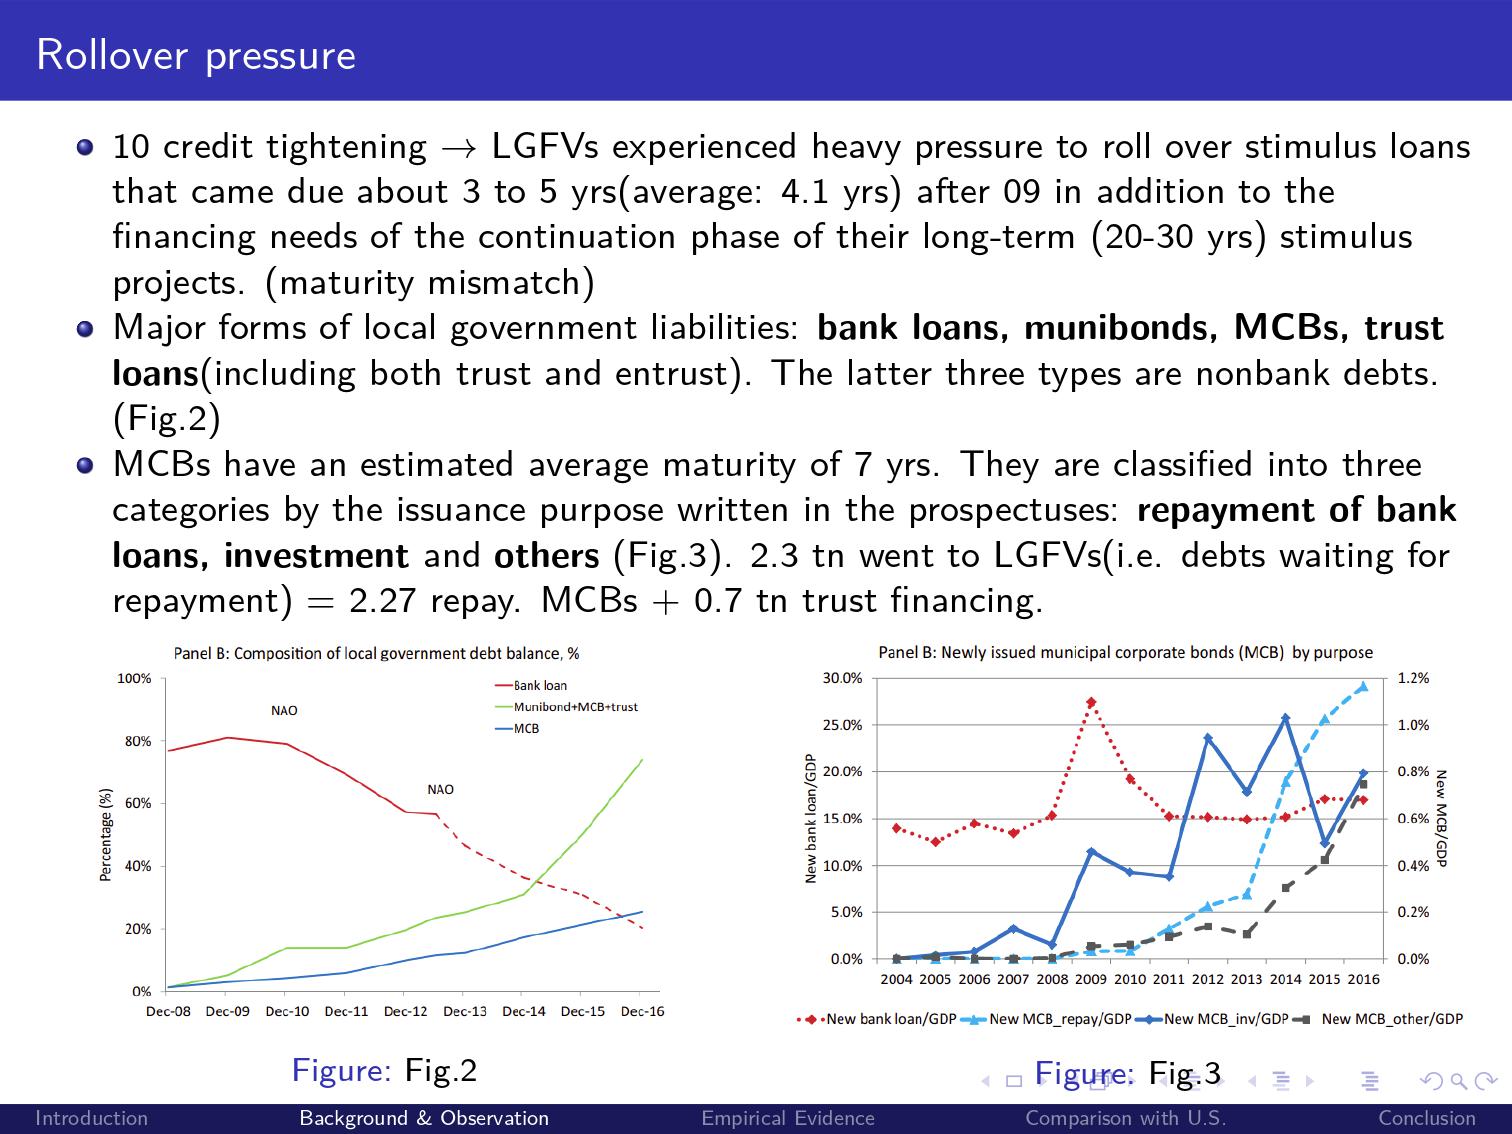 Rollover pressure
10 credit tightening → LGFVs experienced heavy pressure to roll over stimulus loans
that came due about 3 to 5 yrs(average: 4.1 yrs) after 09 in addition to the
financing needs of the continuation phase of their long-term (20-30 yrs) stimulus
projects. (maturity mismatch)
Major forms of local government liabilities: bank loans, munibonds, MCBs, trust
loans(including both trust and entrust). The latter three types are nonbank debts.
(Fig.2)
MCBs have an estimated average maturity of 7 yrs. They are classified into three
categories by the issuance purpose written in the prospectuses: repayment of bank
loans, investment and others (Fig.3). 2.3 tn went to LGFVs(i.e. debts waiting for
repayment) = 2.27 repay. MCBs + 0.7 tn trust financing.
Panel B: Composition of local government debt balance, %
100%
80%
60%
40%
20%
0%
Percentage (%)
NAO
NAO
Bank loan
Munibond+MCB+trust
MCB
Dec-08 Dec-09 Dec-10 Dec-11 Dec-12 Dec-13 Dec-14 Dec-15 Dec-16
Figure: Fig.2
Panel B: Newly issued municipal corporate bonds (MCB) by purpose
30.0%
25.0%
20.0%
15.0%
10.0%
5.0%
0.0%
New bank loan/GDP
1.2%
1.0%
0.8%
0.6%
0.4%
0.2%
0.0%
New MCB/GDP
2004 2005 2006 2007 2008 2009 2010 2011 2012 2013 2014 2015 2016
New bank loan/GDP New MCB_repay/GDP New MCB_inv/GDP New MCB_other/GDP
Figure: Fig.3
Introduction Background & Observation Empirical Evidence Comparison with U.S. Conclusion